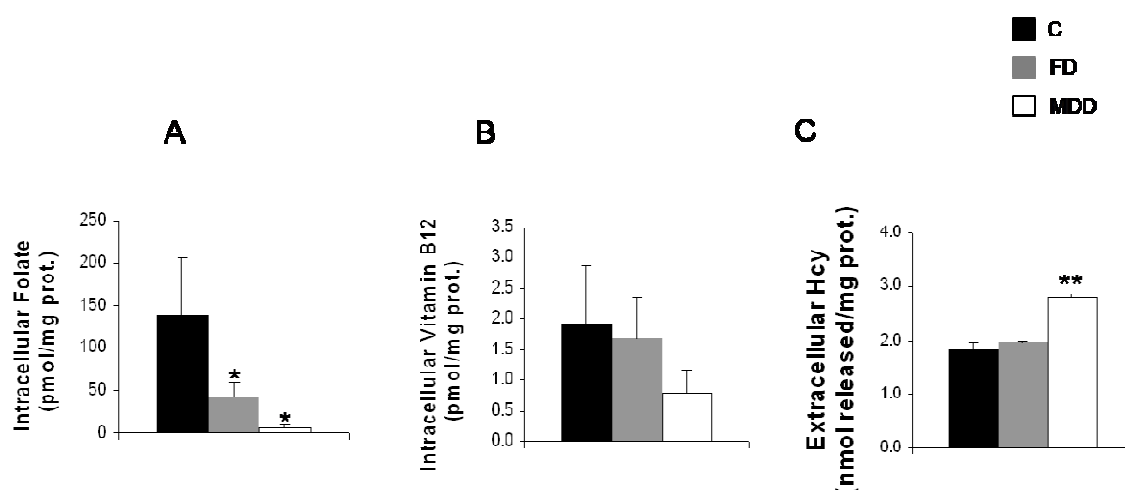 C
FD
MDD
A
B
C
Intracellular Folate
(pmol/mg prot.)
250
200
150
100
50
0
*
*
Intracellular Vitamin B12
(pmol/mg prot.)
3.5
3.0
2.5
2.0
1.5
1.0
0.5
0.0
Extracellular Hcy
(nmol released/mg prot.)
4.0
3.0
2.0
1.0
0.0
**